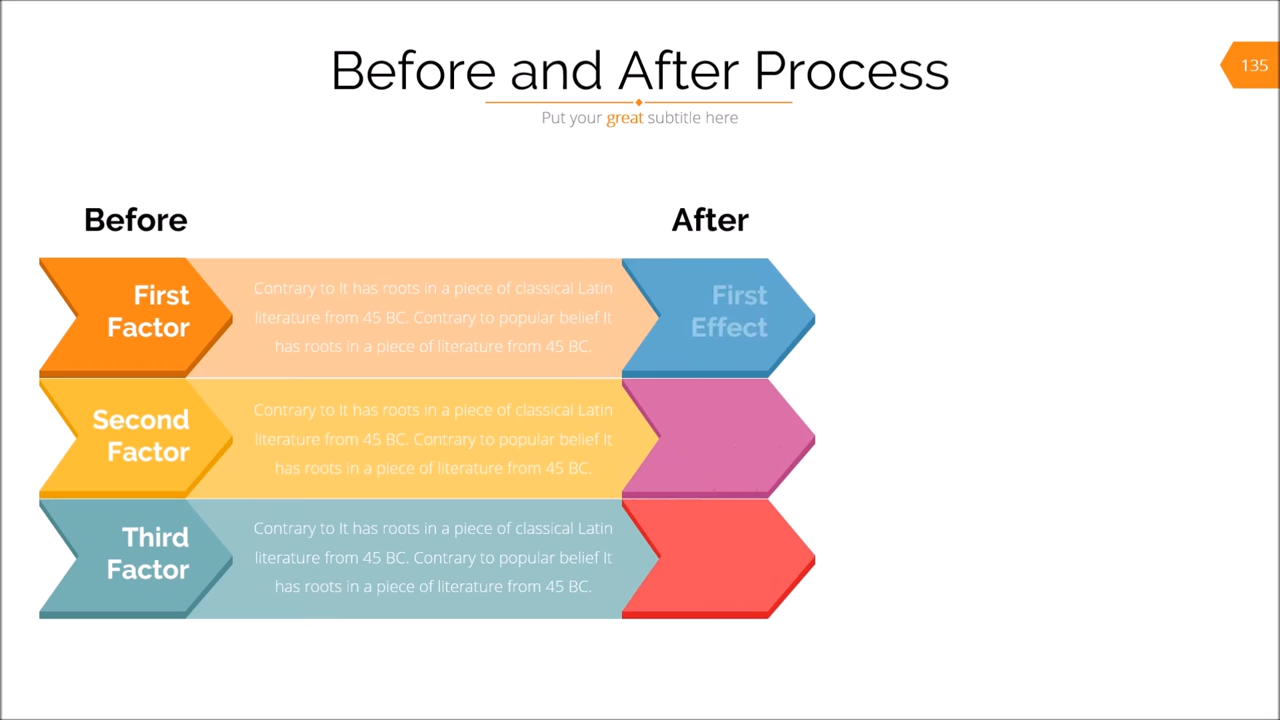 Before and After Process
135
Put your great subtitle here
Before
After
First
Factor
Contrary to It has roots in a piece of classical Latin
literature from 45 BC. Contrary to popular belief It
has roots in a piece of literature from 45 BC.
First
Effect
Second
Factor
Contrary to It has roots in a piece of classical Latin
literature from 45 BC. Contrary to popular belief It
has roots in a piece of literature from 45 BC.
Third
Factor
Contrary to It has roots in a piece of classical Latin
literature from 45 BC. Contrary to popular belief It
has roots in a piece of literature from 45 BC.